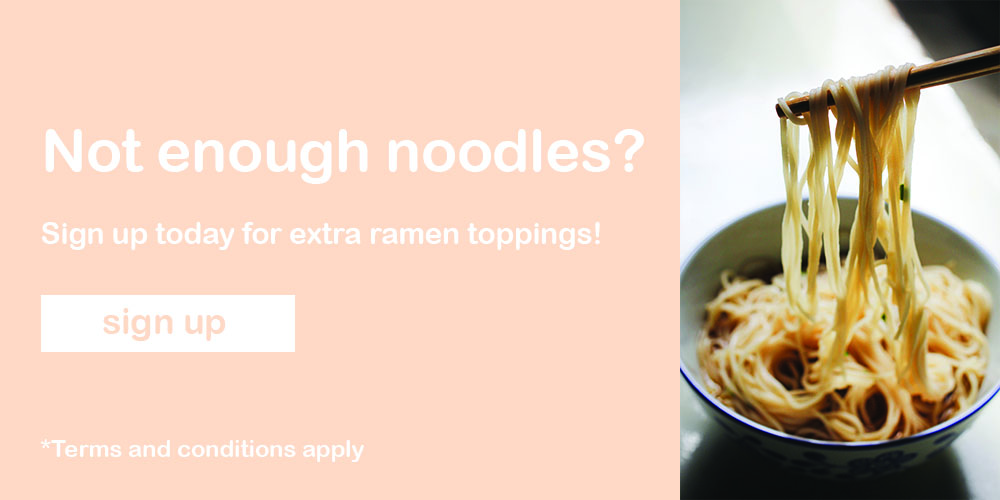 Not enough noodles?
Sign up today for extra ramen toppings!
sign up
*Terms and conditions apply